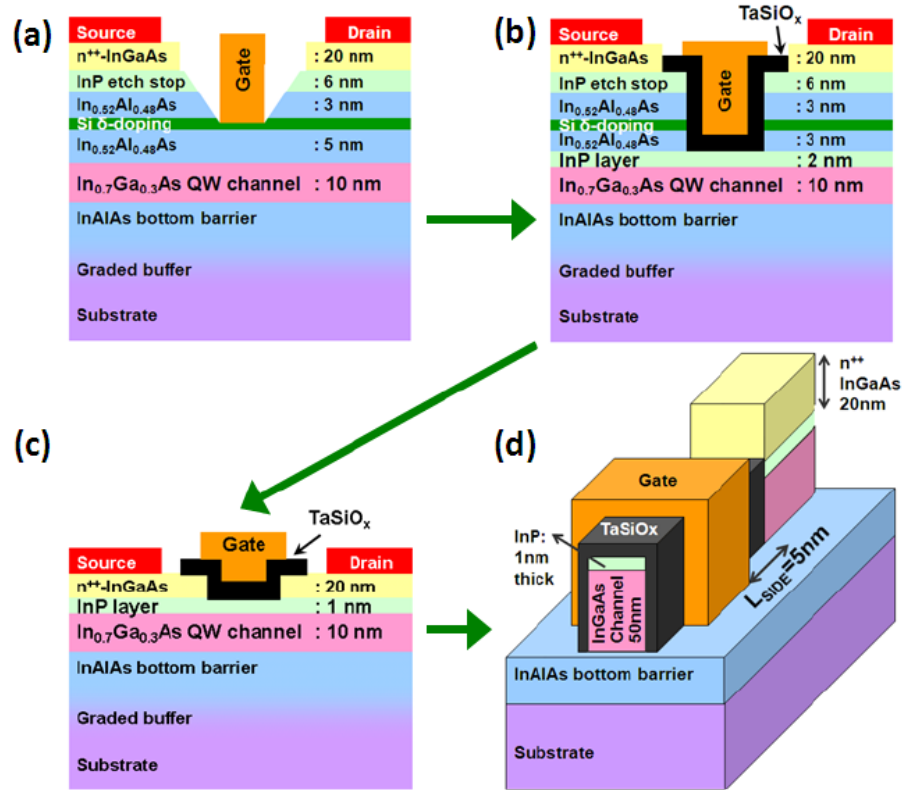 (a)
Source
Drain
Gate
n⁺⁺-InGaAs : 20 nm
InP etch stop : 6 nm
In₀.₅₂Al₀.₄₈As : 3 nm
Si δ-doping
In₀.₅₂Al₀.₄₈As : 5 nm
In₀.₇Ga₀.₃As QW channel : 10 nm
InAlAs bottom barrier
Graded buffer
Substrate
(b)
TaSiOₓ
Source
Drain
Gate
n⁺⁺-InGaAs : 20 nm
InP etch stop : 6 nm
In₀.₅₂Al₀.₄₈As : 3 nm
Si δ-doping
In₀.₅₂Al₀.₄₈As : 3 nm
InP layer : 2 nm
In₀.₇Ga₀.₃As QW channel : 10 nm
InAlAs bottom barrier
Graded buffer
Substrate
(c)
TaSiOₓ
Source
Gate
Drain
n⁺⁺-InGaAs : 20 nm
InP layer : 1 nm
In₀.₇Ga₀.₃As QW channel : 10 nm
InAlAs bottom barrier
Graded buffer
Substrate
(d)
n⁺⁺
InGaAs
20nm
Gate
TaSiOx
InP:
1nm
thick
InGaAs
Channel
50nm
L_SIDE=5nm
InAlAs bottom barrier
Substrate